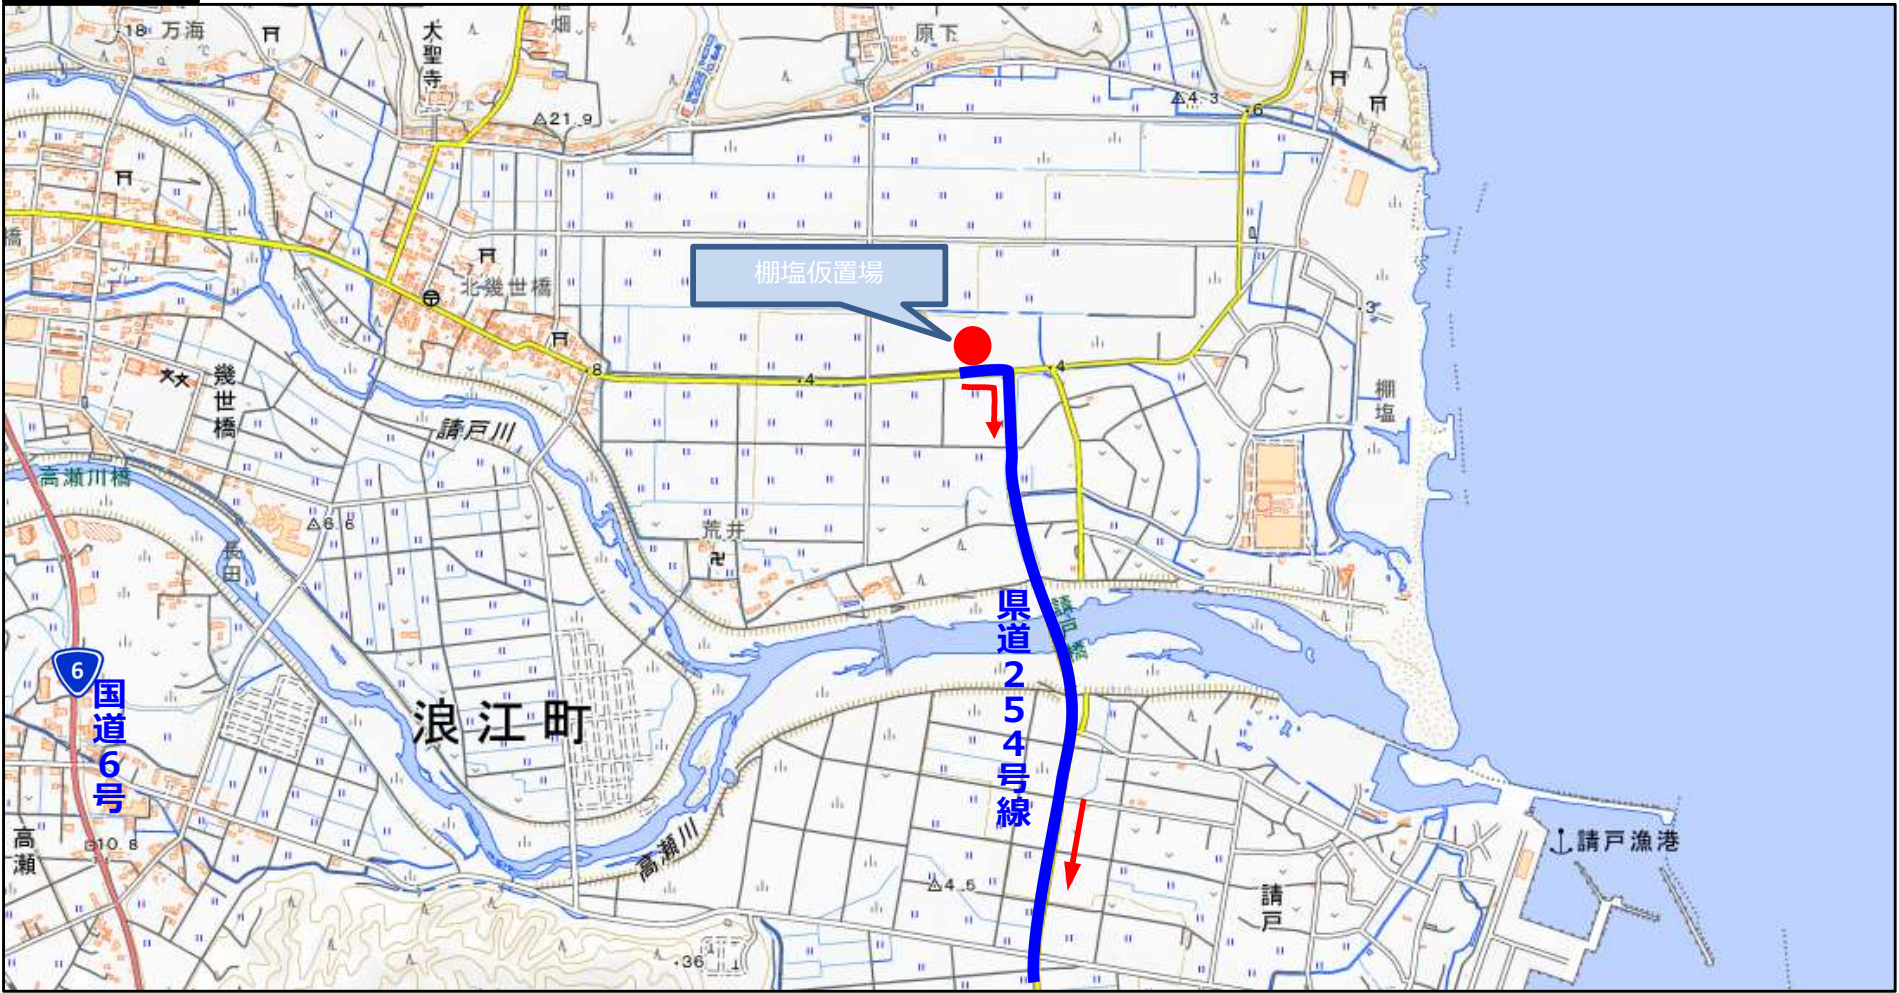 18
万海
大聖寺
畑
原下
21.9
4.3
6
橋
棚塩仮置場
北幾世橋
3
8
4
4
幾世橋
請戸川
棚塩
高瀬川橋
6.6
長田
荒井
県道254号線
請戸橋
6
国道6号
浪江町
高瀬
10.8
高瀬川
請戸漁港
4.5
請戸
36